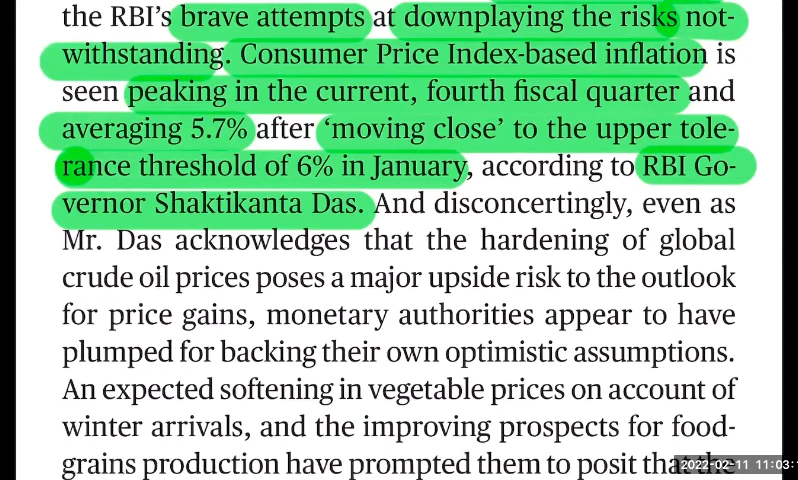 the RBI's brave attempts at downplaying the risks not-
withstanding. Consumer Price Index-based inflation is
seen peaking in the current, fourth fiscal quarter and
averaging 5.7% after ‘moving close’ to the upper tole-
rance threshold of 6% in January, according to RBI Go-
vernor Shaktikanta Das. And disconcertingly, even as
Mr. Das acknowledges that the hardening of global
crude oil prices poses a major upside risk to the outlook
for price gains, monetary authorities appear to have
plumped for backing their own optimistic assumptions.
An expected softening in vegetable prices on account of
winter arrivals, and the improving prospects for food-
grains production have prompted them to posit that the
2022-02-11 11:03: